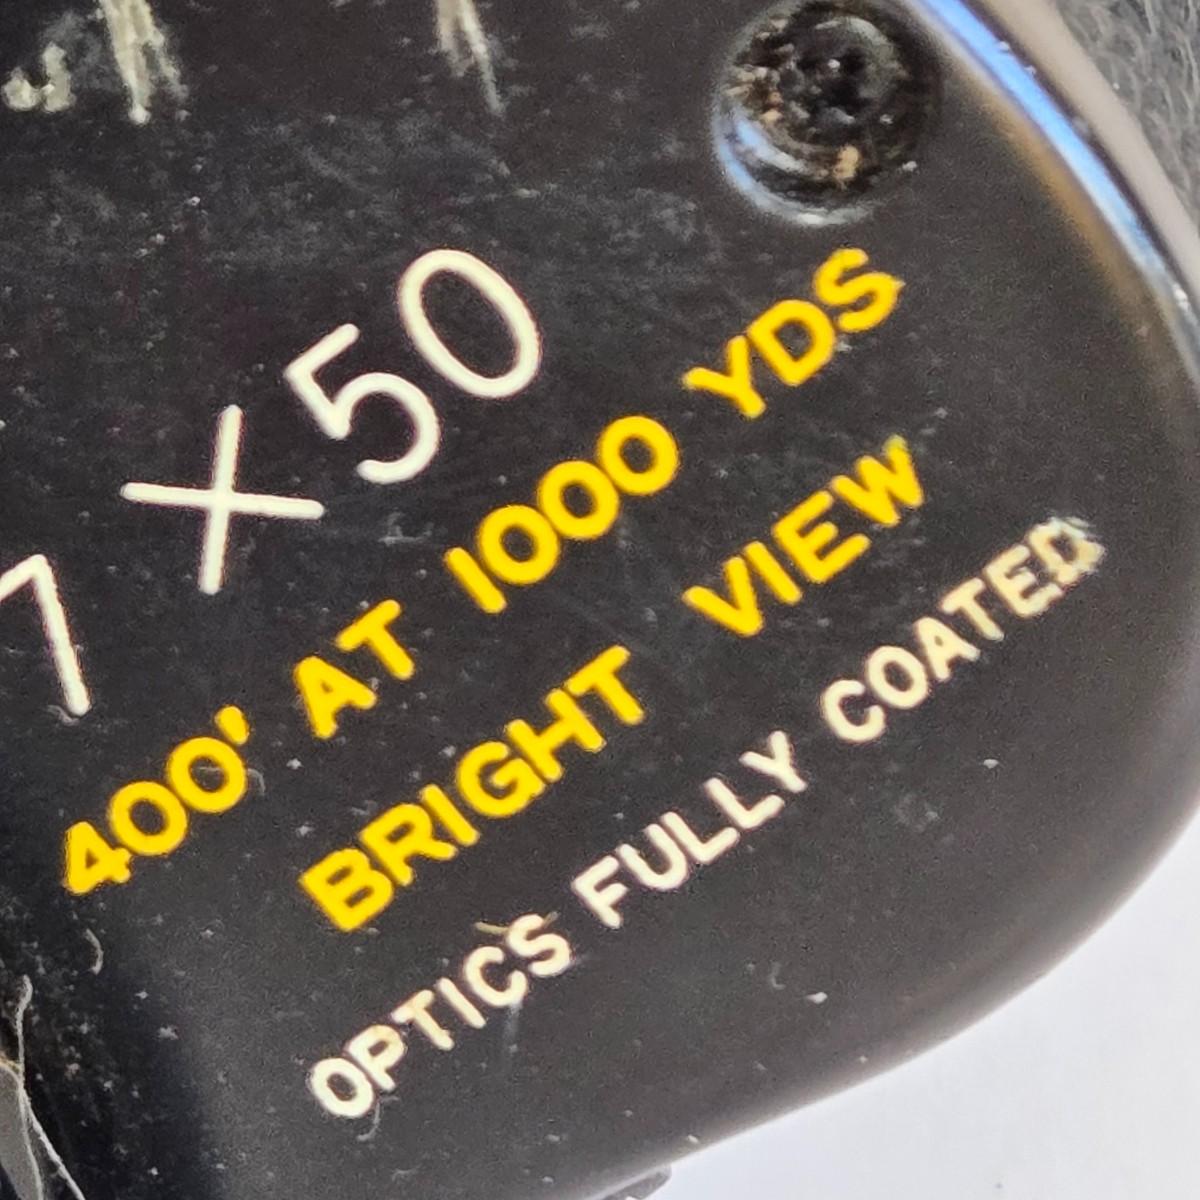 7 X 50
400' AT 1000 YDS
BRIGHT VIEW
OPTICS FULLY COATED